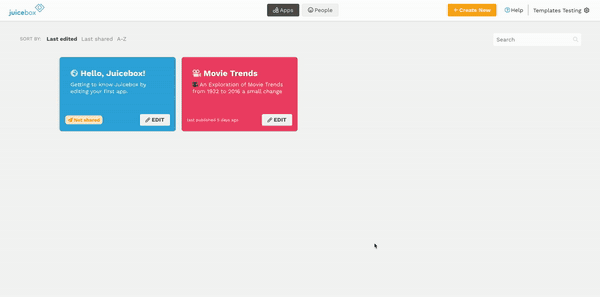 juicebox
Apps
People
+ Create New
Help
Templates Testing
SORT BY: Last edited Last shared A-Z
Search
Hello, Juicebox!
Getting to know Juicebox by
editing your first app.
Not shared
EDIT
Movie Trends
An Exploration of Movie Trends
from 1932 to 2016 a small change
last published 5 days ago
EDIT